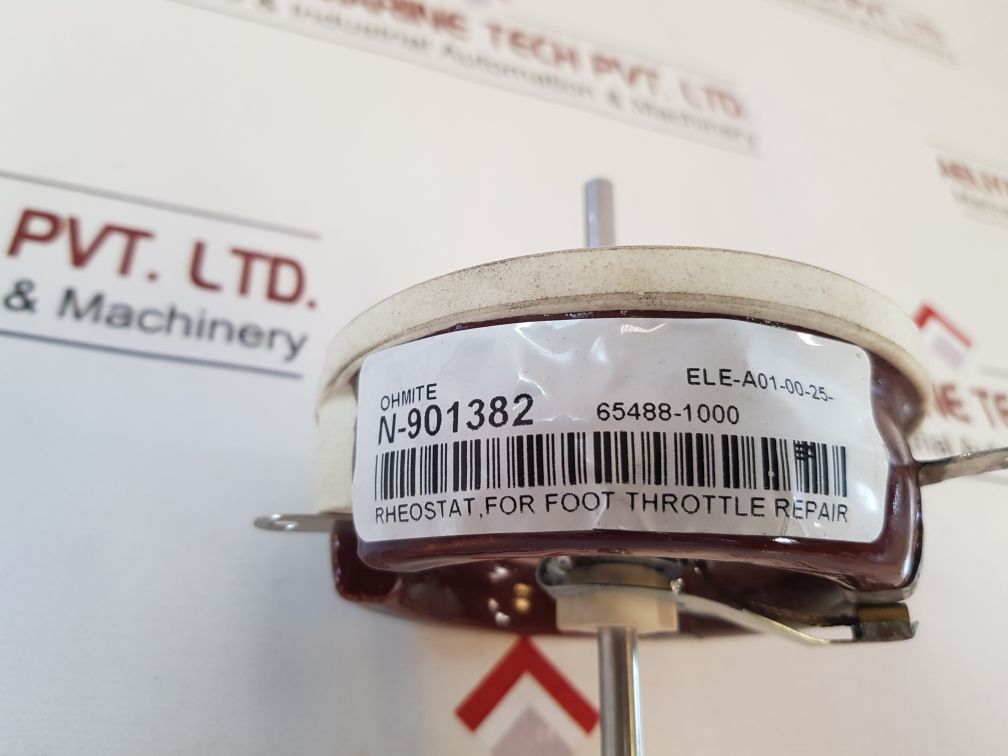 MARINE TECH PVT. LTD.
& Industrial Automation & Machinery
PVT. LTD.
& Machinery
OHMITE
N-901382
ELE-A01-00-25-
65488-1000
RHEOSTAT,FOR FOOT THROTTLE REPAIR